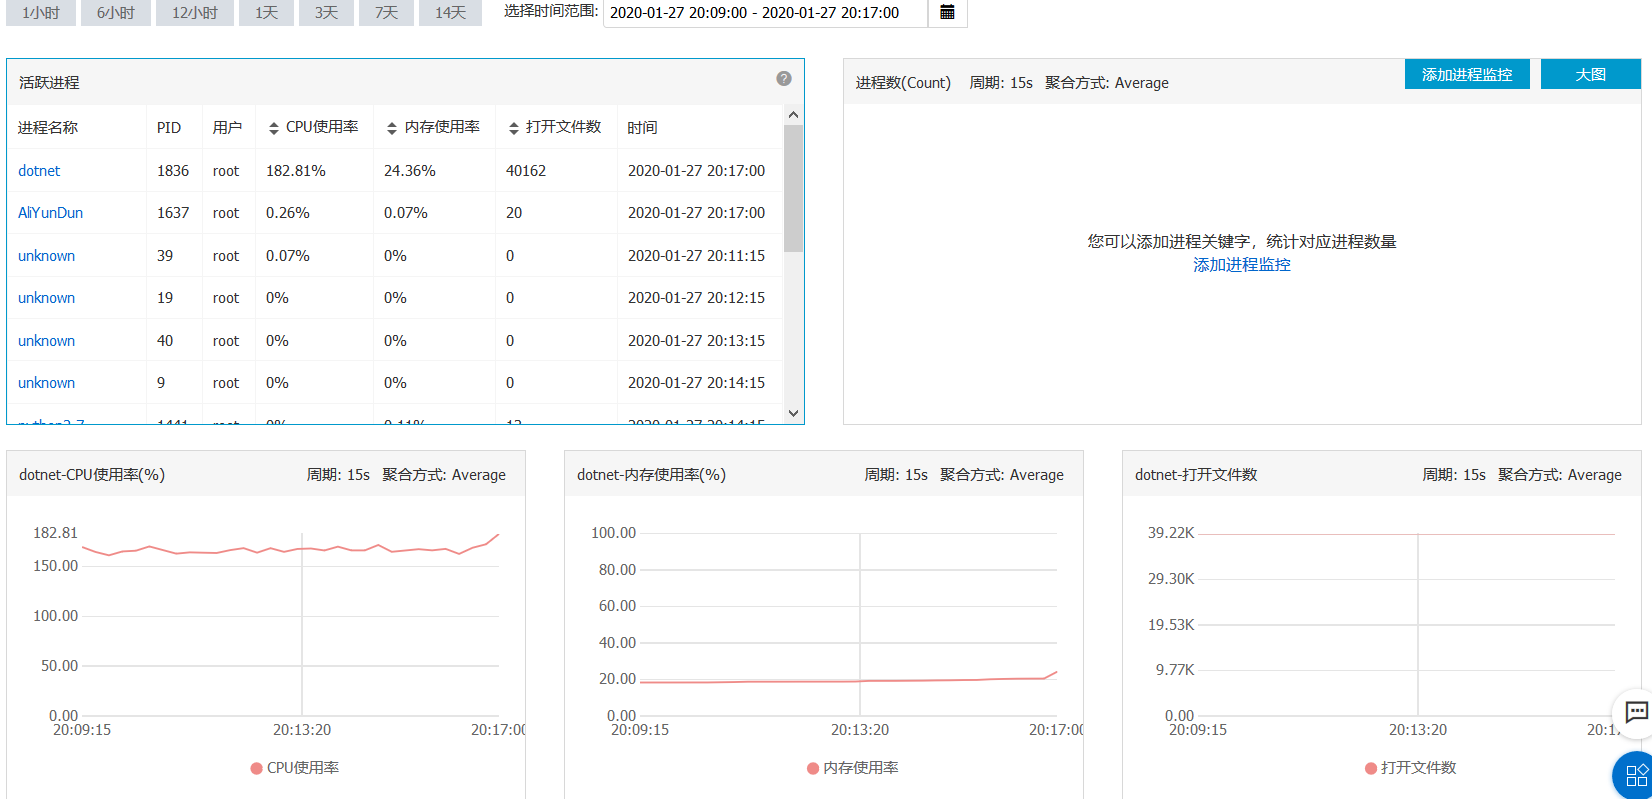 1小时 6小时 12小时 1天 3天 7天 14天 选择时间范围: 2020-01-27 20:09:00 - 2020-01-27 20:17:00
活跃进程 ?
进程名称 PID 用户 CPU使用率 内存使用率 打开文件数 时间
dotnet 1836 root 182.81% 24.36% 40162 2020-01-27 20:17:00
AliYunDun 1637 root 0.26% 0.07% 20 2020-01-27 20:17:00
unknown 39 root 0.07% 0% 0 2020-01-27 20:11:15
unknown 19 root 0% 0% 0 2020-01-27 20:12:15
unknown 40 root 0% 0% 0 2020-01-27 20:13:15
unknown 9 root 0% 0% 0 2020-01-27 20:14:15
python2.7 1441 root 0% 0.11% 12 2020-01-27 20:14:15
进程数(Count) 周期: 15s 聚合方式: Average 添加进程监控 大图
您可以添加进程关键字，统计对应进程数量
添加进程监控
dotnet-CPU使用率(%) 周期: 15s 聚合方式: Average
182.81
150.00
100.00
50.00
0.00
20:09:15 20:13:20 20:17:00
CPU使用率
dotnet-内存使用率(%) 周期: 15s 聚合方式: Average
100.00
80.00
60.00
40.00
20.00
0.00
20:09:15 20:13:20 20:17:00
内存使用率
dotnet-打开文件数 周期: 15s 聚合方式: Average
39.22K
29.30K
19.53K
9.77K
0.00
20:09:15 20:13:20 20:1
打开文件数